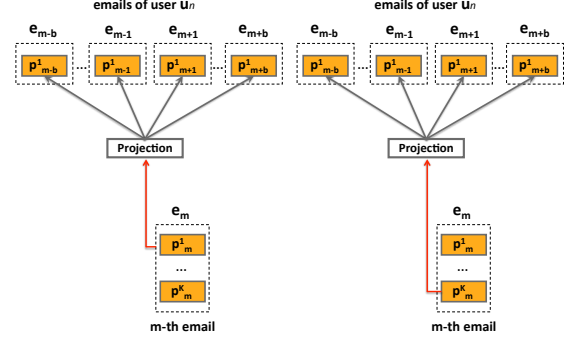 emails of user un
emails of user un
em-b
em-1
em+1
em+b
em-b
em-1
em+1
em+b
p1m-b
...
p1m-1
p1m+1
...
p1m+b
p1m-b
...
p1m-1
p1m+1
...
p1m+b
Projection
Projection
em
em
p1m
p1m
...
...
pKm
pKm
m-th email
m-th email